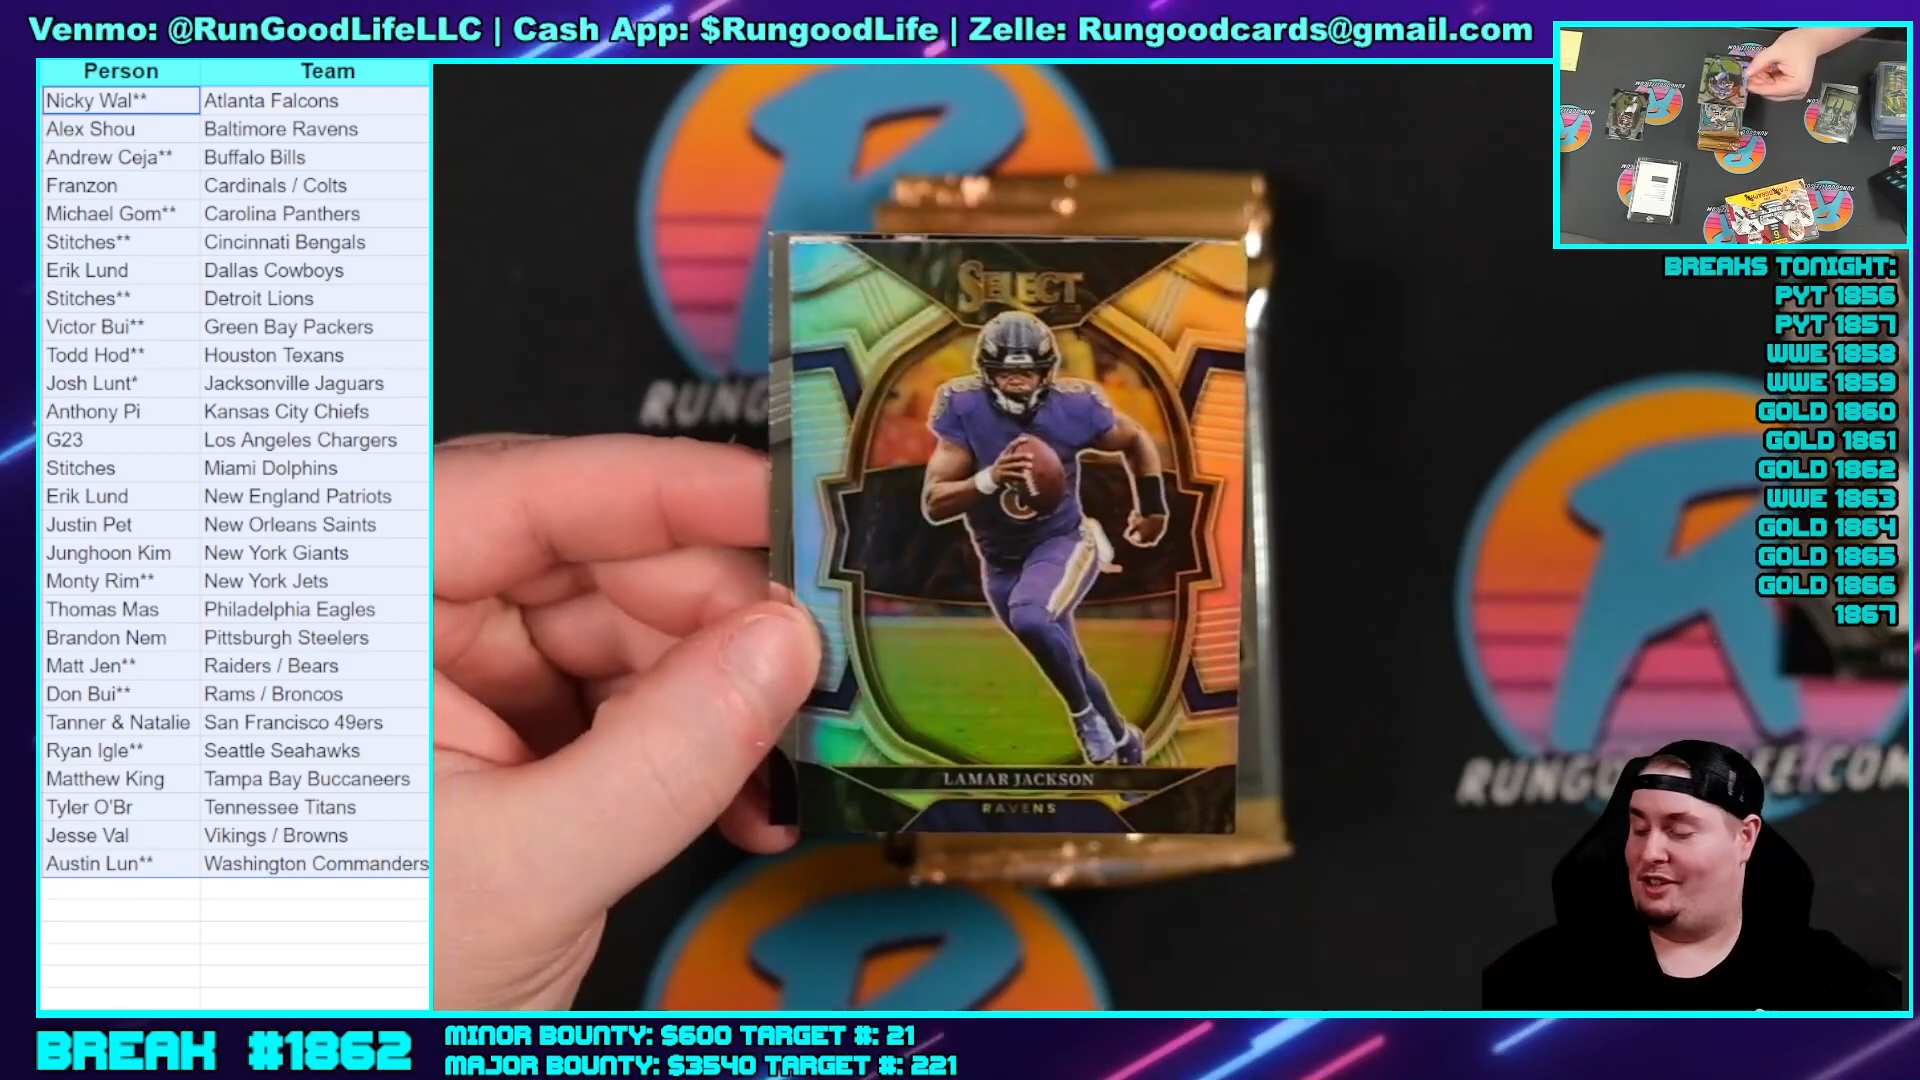 Venmo: @RunGoodLifeLLC | Cash App: $RungoodLife | Zelle: Rungoodcards@gmail.com
Person Team
Nicky Wal** Atlanta Falcons
Alex Shou Baltimore Ravens
Andrew Ceja** Buffalo Bills
Franzon Cardinals / Colts
Michael Gom** Carolina Panthers
Stitches** Cincinnati Bengals
Erik Lund Dallas Cowboys
Stitches** Detroit Lions
Victor Bui** Green Bay Packers
Todd Hod** Houston Texans
Josh Lunt* Jacksonville Jaguars
Anthony Pi Kansas City Chiefs
G23 Los Angeles Chargers
Stitches Miami Dolphins
Erik Lund New England Patriots
Justin Pet New Orleans Saints
Junghoon Kim New York Giants
Monty Rim** New York Jets
Thomas Mas Philadelphia Eagles
Brandon Nem Pittsburgh Steelers
Matt Jen** Raiders / Bears
Don Bui** Rams / Broncos
Tanner & Natalie San Francisco 49ers
Ryan Igle** Seattle Seahawks
Matthew King Tampa Bay Buccaneers
Tyler O'Br Tennessee Titans
Jesse Val Vikings / Browns
Austin Lun** Washington Commanders
SELECT
LAMAR JACKSON
RAVENS
BREAKS TONIGHT:
PYT 1856
PYT 1857
WWE 1858
WWE 1859
GOLD 1860
GOLD 1861
GOLD 1862
WWE 1863
GOLD 1864
GOLD 1865
GOLD 1866
1867
BREAK #1862
MINOR BOUNTY: $600 TARGET #: 21
MAJOR BOUNTY: $3540 TARGET #: 221